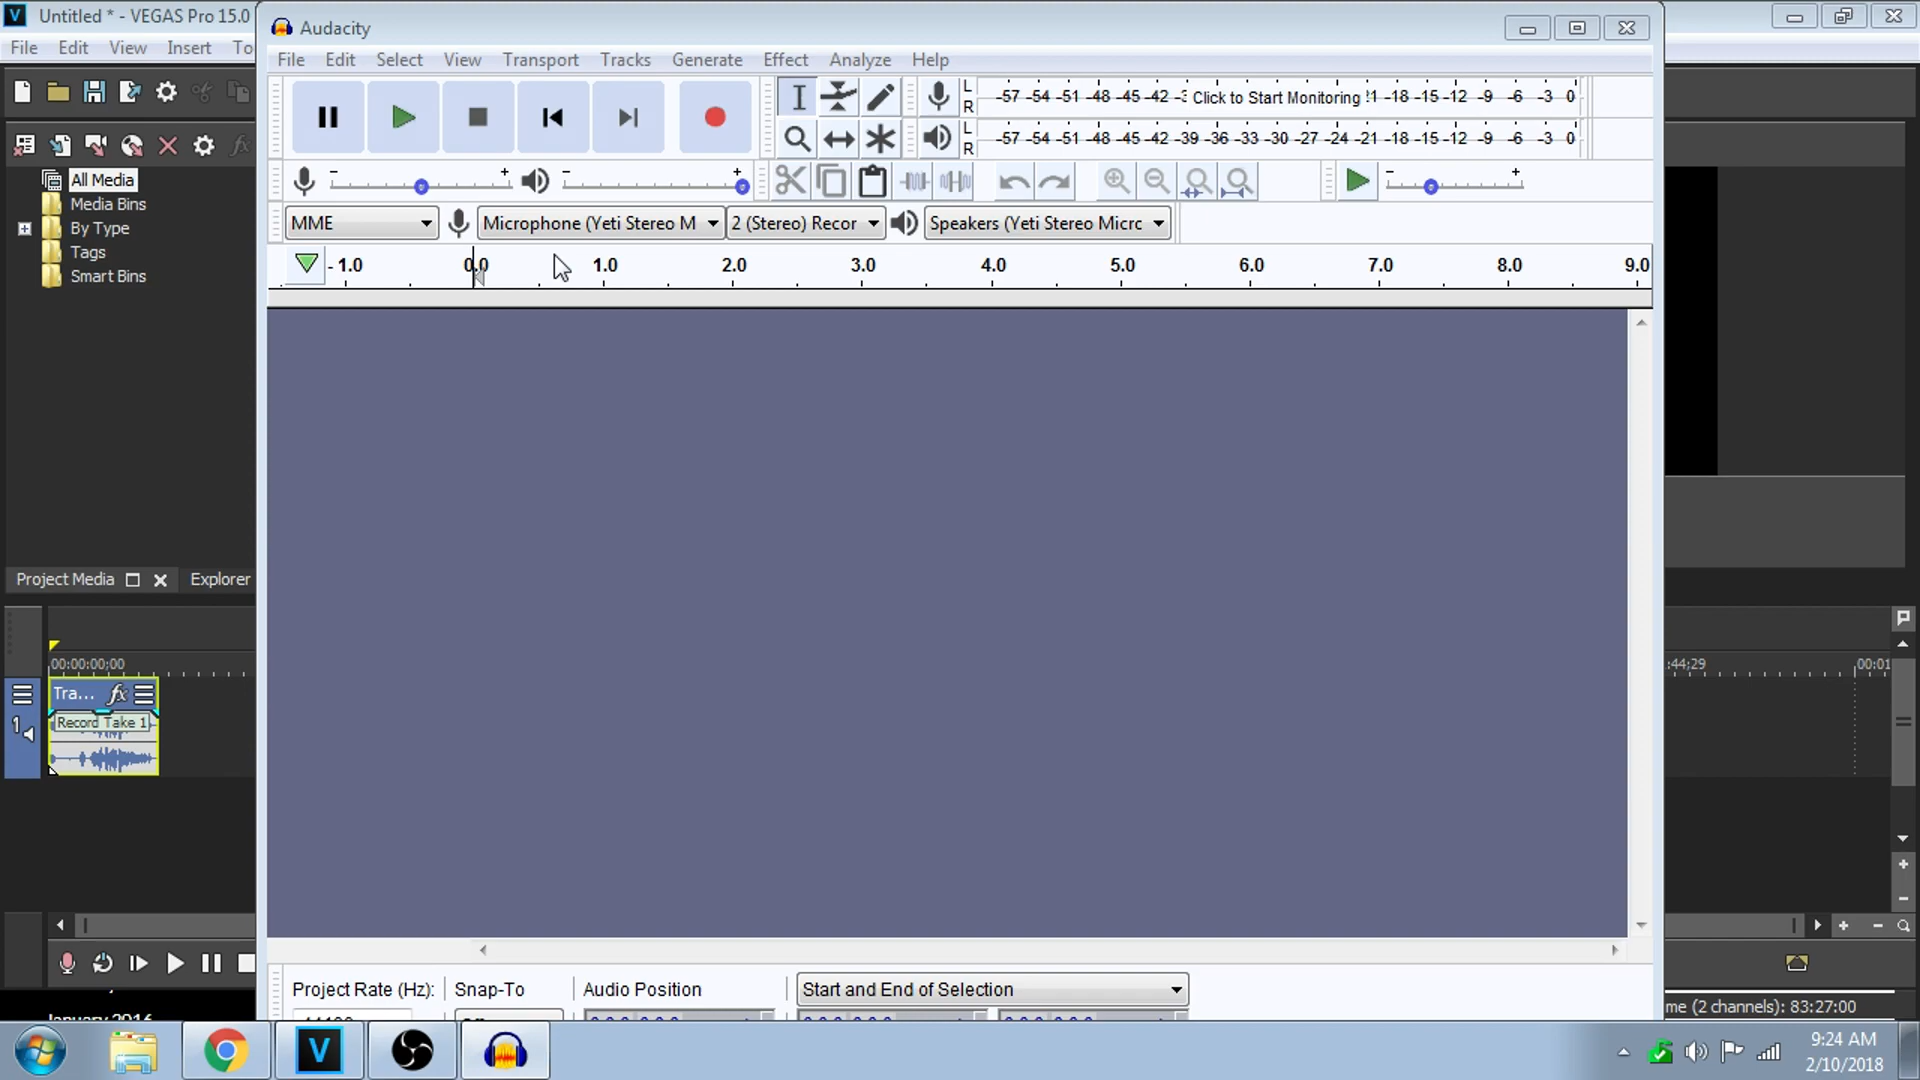 Untitled * - VEGAS Pro 15.0
File Edit View Insert To
All Media
Media Bins
By Type
Tags
Smart Bins
Project Media
Explorer
00:00:00;00
Tra...
fx
Record Take 1
1
Audacity
File Edit Select View Transport Tracks Generate Effect Analyze Help
L
R
-57 -54 -51 -48 -45 -42 Click to Start Monitoring -18 -15 -12 -9 -6 -3 0
L
R
-57 -54 -51 -48 -45 -42 -39 -36 -33 -30 -27 -24 -21 -18 -15 -12 -9 -6 -3 0
- + - +
- +
MME
Microphone (Yeti Stereo M
2 (Stereo) Recor
Speakers (Yeti Stereo Micrc
-1.0 0.0 1.0 2.0 3.0 4.0 5.0 6.0 7.0 8.0 9.0
Project Rate (Hz):
Snap-To
Audio Position
Start and End of Selection
:44;29
00:01
me (2 channels): 83:27:00
January 2016
9:24 AM
2/10/2018